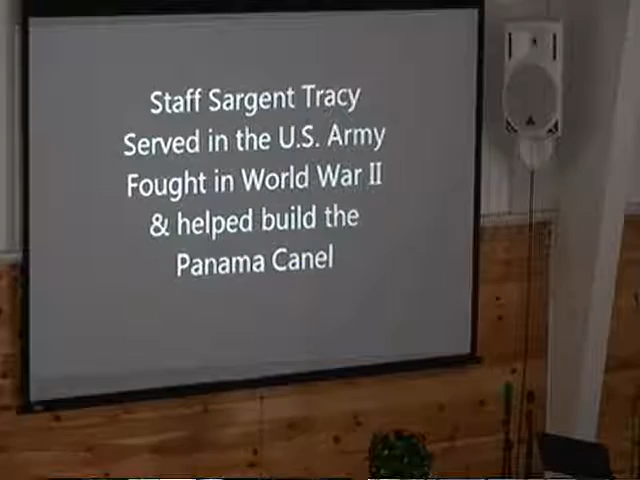 Staff Sargent Tracy
Served in the U.S. Army
Fought in World War II
& helped build the
Panama Canel